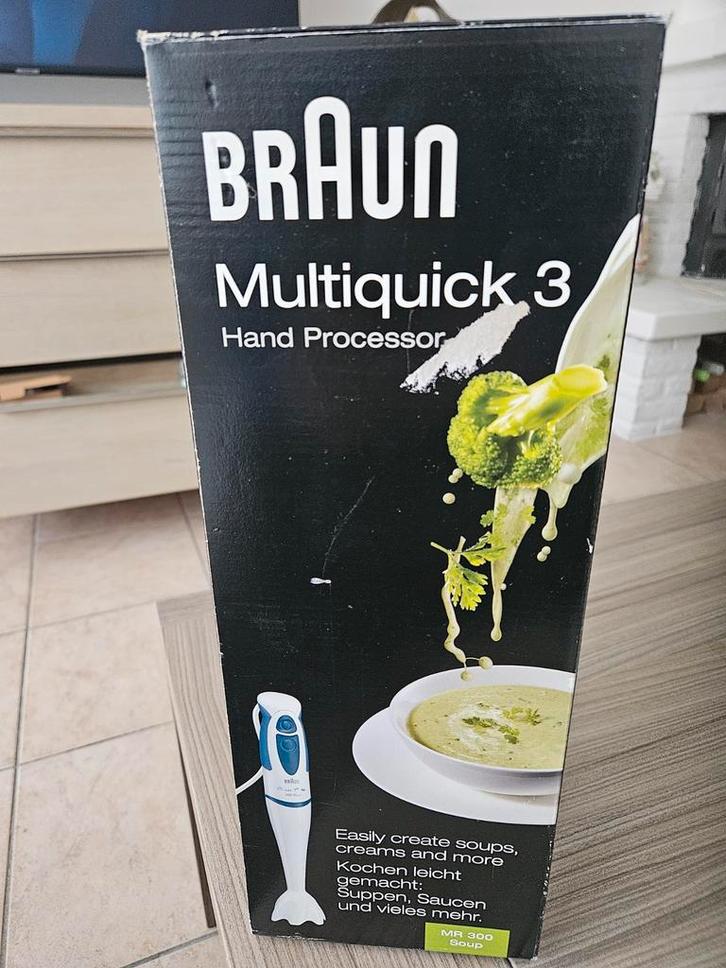 BRAUN
Multiquick 3
Hand Processor
BRAUN
Easily create soups,
creams and more
Kochen leicht
gemacht:
Suppen, Saucen
und vieles mehr.
MR 300
Soup